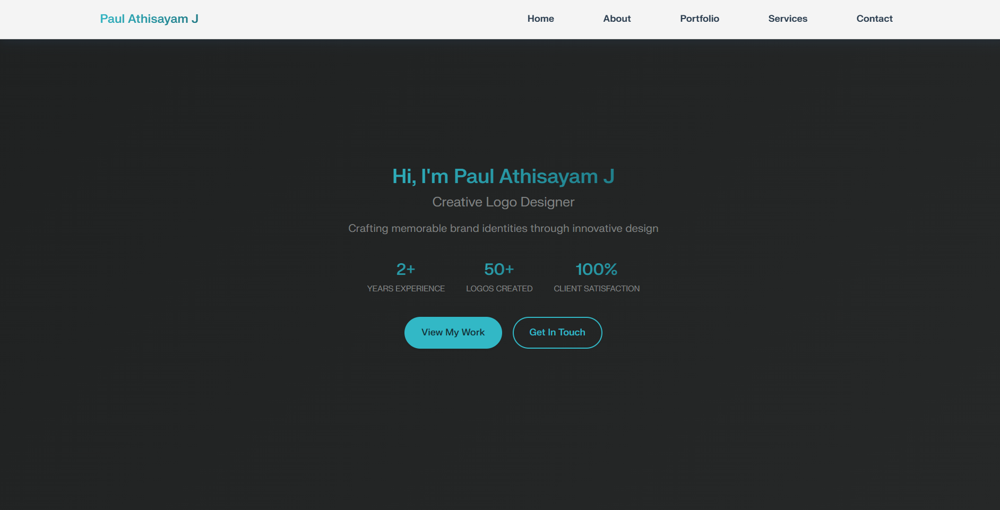 Paul Athisayam J
Home About Portfolio Services Contact
Hi, I'm Paul Athisayam J
Creative Logo Designer
Crafting memorable brand identities through innovative design
2+ 50+ 100%
YEARS EXPERIENCE LOGOS CREATED CLIENT SATISFACTION
View My Work Get In Touch